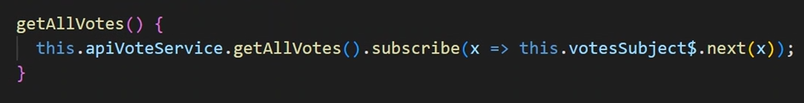 getAllVotes() {
  this.apiVoteService.getAllVotes().subscribe(x => this.votesSubject$.next(x));
}